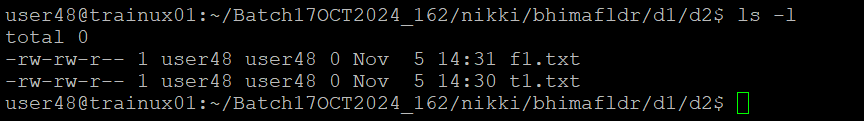 user48@trainux01:~/Batch17OCT2024_162/nikki/bhimafldr/d1/d2$ ls -l
total 0
-rw-rw-r-- 1 user48 user48 0 Nov  5 14:31 f1.txt
-rw-rw-r-- 1 user48 user48 0 Nov  5 14:30 t1.txt
user48@trainux01:~/Batch17OCT2024_162/nikki/bhimafldr/d1/d2$